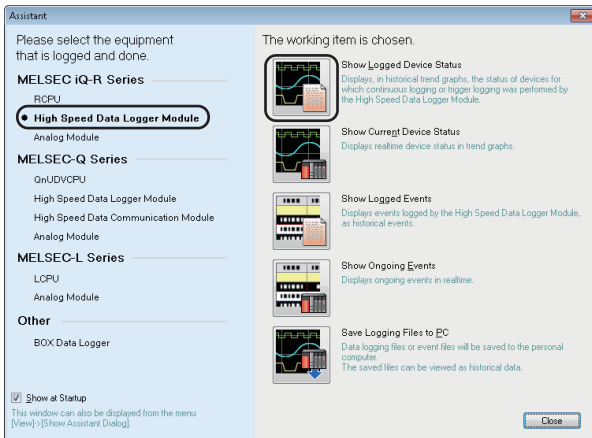 Assistant
Please select the equipment
that is logged and done.
MELSEC iQ-R Series
RCPU
High Speed Data Logger Module
Analog Module
MELSEC-Q Series
QnUDVCPU
High Speed Data Logger Module
High Speed Data Communication Module
Analog Module
MELSEC-L Series
LCPU
Analog Module
Other
BOX Data Logger
Show at Startup
This window can also be displayed from the menu
[View]->[Show Assistant Dialog].
The working item is chosen.
Show Logged Device Status
Displays, in historical trend graphs, the status of devices for
which continuous logging or trigger logging was performed by
the High Speed Data Logger Module.
Show Current Device Status
Displays realtime device status in trend graphs.
Show Logged Events
Displays events logged by the High Speed Data Logger Module,
as historical events.
Show Ongoing Events
Displays ongoing events in realtime.
Save Logging Files to PC
Data logging files or event files will be saved to the personal
computer.
The saved files can be viewed as historical data.
Close